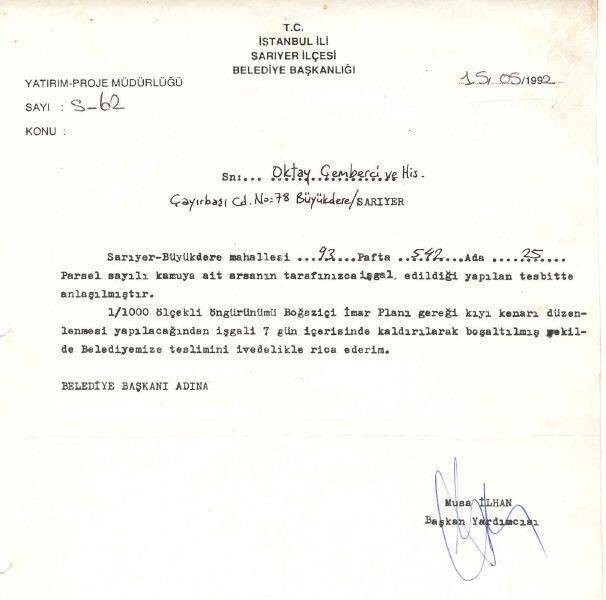 T.C.
İSTANBUL İLİ
SARIYER İLÇESİ
BELEDİYE BAŞKANLIĞI
YATIRIM-PROJE MÜDÜRLÜĞÜ
15/05/1992
SAYI : S-62
KONU :
Sn:... Oktay Çemberci ve His.
Çayırbaşı Cd. No:78 Büyükdere/SARIYER
Sarıyer-Büyükdere mahallesi ...93...Pafta ...542...Ada .....25....
Parsel sayılı kamuya ait arsanın tarafınızca işgal edildiği yapılan tesbitte
anlaşılmıştır.
1/1000 ölçekli öngürünümü Boğaziçi İmar Planı gereği kıyı kenarı düzen-
lenmesi yapılacağından işgali 7 gün içerisinde kaldırılarak boşaltılmış şekil-
de Belediyemize teslimini ivedelikle rica ederim.
BELEDİYE BAŞKANI ADINA
Musa İLHAN
Başkan Yardımcısı